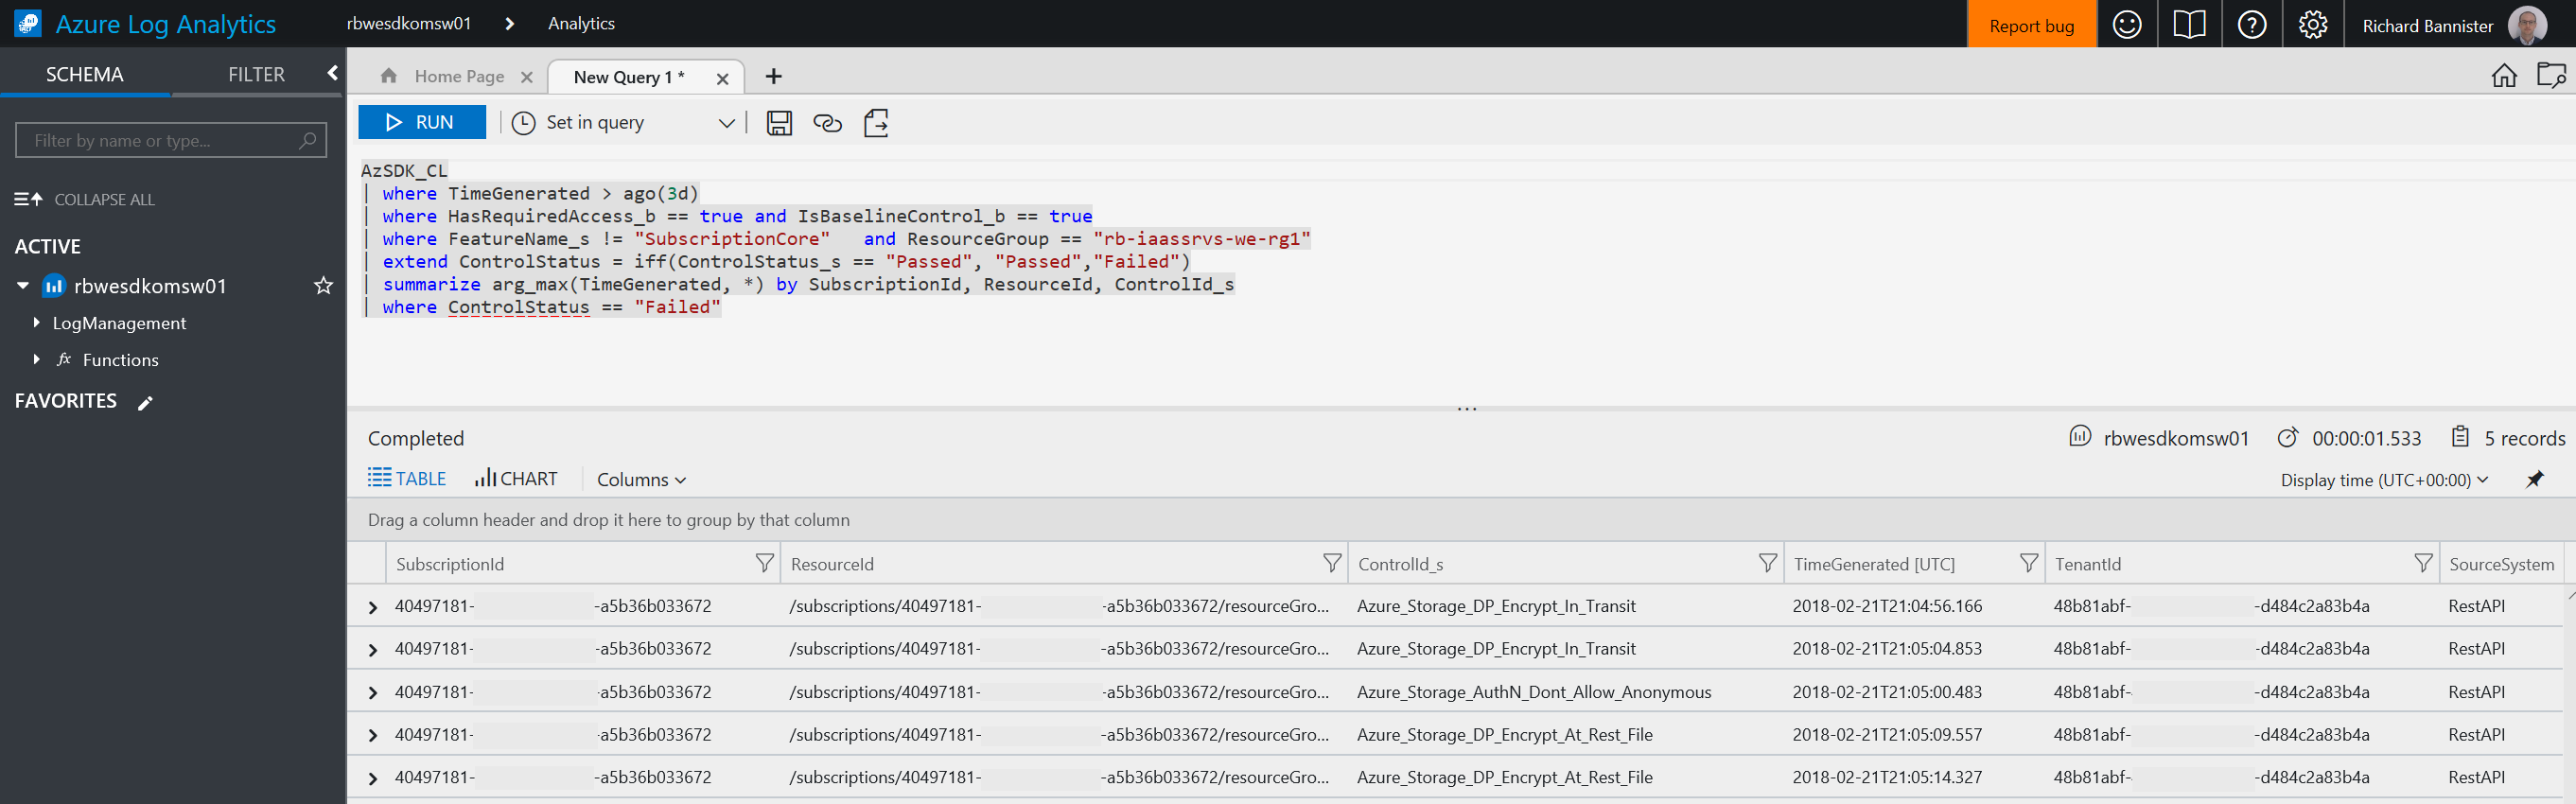 Azure Log Analytics
rbwesdkomsw01 > Analytics
Report bug
Richard Bannister
SCHEMA FILTER
Home Page
New Query 1 *
RUN
Set in query
Filter by name or type...
COLLAPSE ALL
ACTIVE
rbwesdkomsw01
LogManagement
fx Functions
FAVORITES
AzSDK_CL
| where TimeGenerated > ago(3d)
| where HasRequiredAccess_b == true and IsBaselineControl_b == true
| where FeatureName_s != "SubscriptionCore"   and ResourceGroup == "rb-iaassrvs-we-rg1"
| extend ControlStatus = iff(ControlStatus_s == "Passed", "Passed","Failed")
| summarize arg_max(TimeGenerated, *) by SubscriptionId, ResourceId, ControlId_s
| where ControlStatus == "Failed"
Completed
rbwesdkomsw01 00:00:01.533 5 records
TABLE CHART Columns
Display time (UTC+00:00)
Drag a column header and drop it here to group by that column
SubscriptionId ResourceId ControlId_s TimeGenerated [UTC] TenantId SourceSystem
40497181- -a5b36b033672 /subscriptions/40497181- -a5b36b033672/resourceGro... Azure_Storage_DP_Encrypt_In_Transit 2018-02-21T21:04:56.166 48b81abf- -d484c2a83b4a RestAPI
40497181- -a5b36b033672 /subscriptions/40497181- -a5b36b033672/resourceGro... Azure_Storage_DP_Encrypt_In_Transit 2018-02-21T21:05:04.853 48b81abf- -d484c2a83b4a RestAPI
40497181- -a5b36b033672 /subscriptions/40497181- -a5b36b033672/resourceGro... Azure_Storage_AuthN_Dont_Allow_Anonymous 2018-02-21T21:05:00.483 48b81abf- -d484c2a83b4a RestAPI
40497181- -a5b36b033672 /subscriptions/40497181- -a5b36b033672/resourceGro... Azure_Storage_DP_Encrypt_At_Rest_File 2018-02-21T21:05:09.557 48b81abf- -d484c2a83b4a RestAPI
40497181- -a5b36b033672 /subscriptions/40497181- -a5b36b033672/resourceGro... Azure_Storage_DP_Encrypt_At_Rest_File 2018-02-21T21:05:14.327 48b81abf- -d484c2a83b4a RestAPI